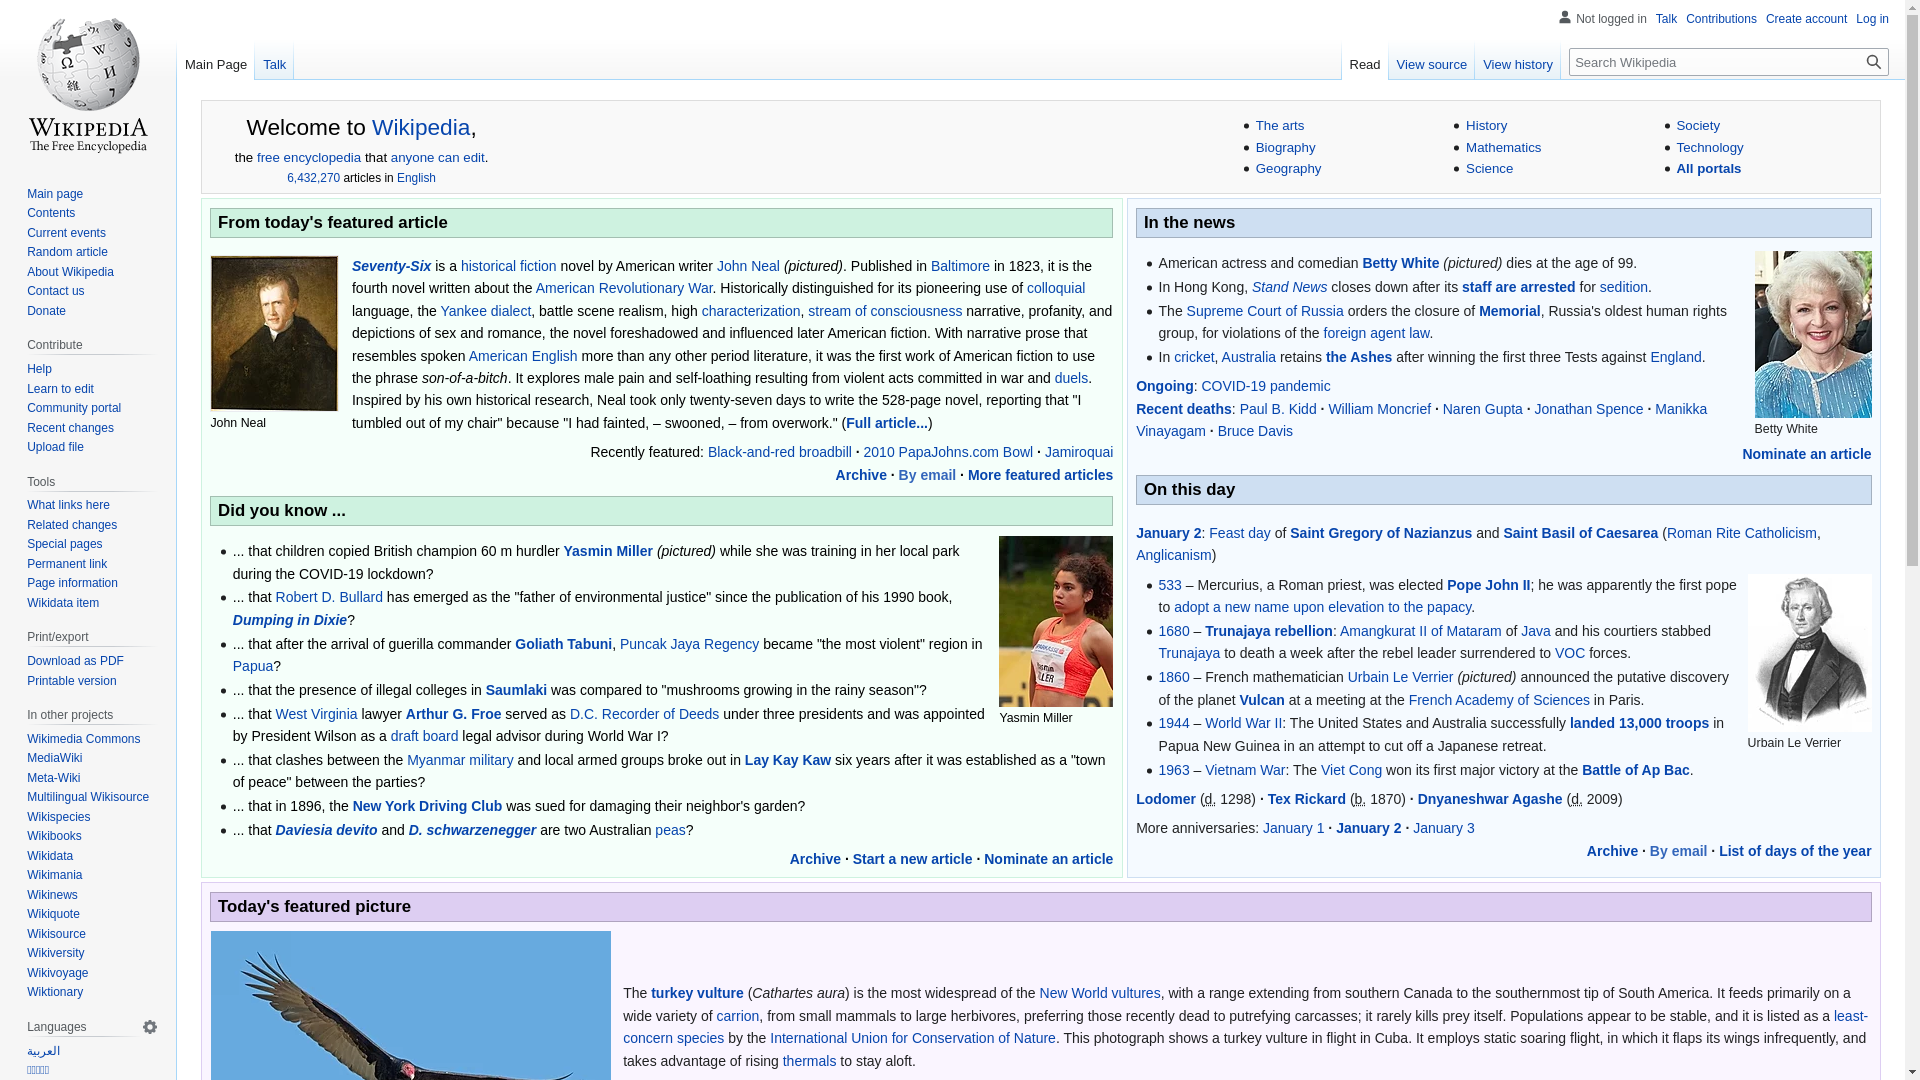 Not logged in Talk Contributions Create account Log in
Main Page Talk Read View source View history Search Wikipedia
WIKIPEDIA
The Free Encyclopedia
Main page
Contents
Current events
Random article
About Wikipedia
Contact us
Donate
Contribute
Help
Learn to edit
Community portal
Recent changes
Upload file
Tools
What links here
Related changes
Special pages
Permanent link
Page information
Wikidata item
Print/export
Download as PDF
Printable version
In other projects
Wikimedia Commons
MediaWiki
Meta-Wiki
Multilingual Wikisource
Wikispecies
Wikibooks
Wikidata
Wikimania
Wikinews
Wikiquote
Wikisource
Wikiversity
Wikivoyage
Wiktionary
Languages
العربية
Welcome to Wikipedia,
the free encyclopedia that anyone can edit.
6,432,270 articles in English
The arts
Biography
Geography
History
Mathematics
Science
Society
Technology
All portals
From today's featured article
John Neal
Seventy-Six is a historical fiction novel by American writer John Neal (pictured). Published in Baltimore in 1823, it is the
fourth novel written about the American Revolutionary War. Historically distinguished for its pioneering use of colloquial
language, the Yankee dialect, battle scene realism, high characterization, stream of consciousness narrative, profanity, and
depictions of sex and romance, the novel foreshadowed and influenced later American fiction. With narrative prose that
resembles spoken American English more than any other period literature, it was the first work of American fiction to use
the phrase son-of-a-bitch. It explores male pain and self-loathing resulting from violent acts committed in war and duels.
Inspired by his own historical research, Neal took only twenty-seven days to write the 528-page novel, reporting that "I
tumbled out of my chair" because "I had fainted, – swooned, – from overwork." (Full article...)
Recently featured: Black-and-red broadbill · 2010 PapaJohns.com Bowl · Jamiroquai
Archive · By email · More featured articles
Did you know ...
... that children copied British champion 60 m hurdler Yasmin Miller (pictured) while she was training in her local park
during the COVID-19 lockdown?
... that Robert D. Bullard has emerged as the "father of environmental justice" since the publication of his 1990 book,
Dumping in Dixie?
... that after the arrival of guerilla commander Goliath Tabuni, Puncak Jaya Regency became "the most violent" region in
Papua?
... that the presence of illegal colleges in Saumlaki was compared to "mushrooms growing in the rainy season"?
... that West Virginia lawyer Arthur G. Froe served as D.C. Recorder of Deeds under three presidents and was appointed
by President Wilson as a draft board legal advisor during World War I?
... that clashes between the Myanmar military and local armed groups broke out in Lay Kay Kaw six years after it was established as a "town
of peace" between the parties?
... that in 1896, the New York Driving Club was sued for damaging their neighbor's garden?
... that Daviesia devito and D. schwarzenegger are two Australian peas?
Yasmin Miller
Archive · Start a new article · Nominate an article
In the news
American actress and comedian Betty White (pictured) dies at the age of 99.
In Hong Kong, Stand News closes down after its staff are arrested for sedition.
The Supreme Court of Russia orders the closure of Memorial, Russia's oldest human rights
group, for violations of the foreign agent law.
In cricket, Australia retains the Ashes after winning the first three Tests against England.
Betty White
Ongoing: COVID-19 pandemic
Recent deaths: Paul B. Kidd · William Moncrief · Naren Gupta · Jonathan Spence · Manikka
Vinayagam · Bruce Davis
Nominate an article
On this day
January 2: Feast day of Saint Gregory of Nazianzus and Saint Basil of Caesarea (Roman Rite Catholicism,
Anglicanism)
533 – Mercurius, a Roman priest, was elected Pope John II; he was apparently the first pope
to adopt a new name upon elevation to the papacy.
1680 – Trunajaya rebellion: Amangkurat II of Mataram of Java and his courtiers stabbed
Trunajaya to death a week after the rebel leader surrendered to VOC forces.
1860 – French mathematician Urbain Le Verrier (pictured) announced the putative discovery
of the planet Vulcan at a meeting at the French Academy of Sciences in Paris.
1944 – World War II: The United States and Australia successfully landed 13,000 troops in
Papua New Guinea in an attempt to cut off a Japanese retreat.
1963 – Vietnam War: The Viet Cong won its first major victory at the Battle of Ap Bac.
Urbain Le Verrier
Lodomer (d. 1298) · Tex Rickard (b. 1870) · Dnyaneshwar Agashe (d. 2009)
More anniversaries: January 1 · January 2 · January 3
Archive · By email · List of days of the year
Today's featured picture
The turkey vulture (Cathartes aura) is the most widespread of the New World vultures, with a range extending from southern Canada to the southernmost tip of South America. It feeds primarily on a
wide variety of carrion, from small mammals to large herbivores, preferring those recently dead to putrefying carcasses; it rarely kills prey itself. Populations appear to be stable, and it is listed as a least-
concern species by the International Union for Conservation of Nature. This photograph shows a turkey vulture in flight in Cuba. It employs static soaring flight, in which it flaps its wings infrequently, and
takes advantage of rising thermals to stay aloft.